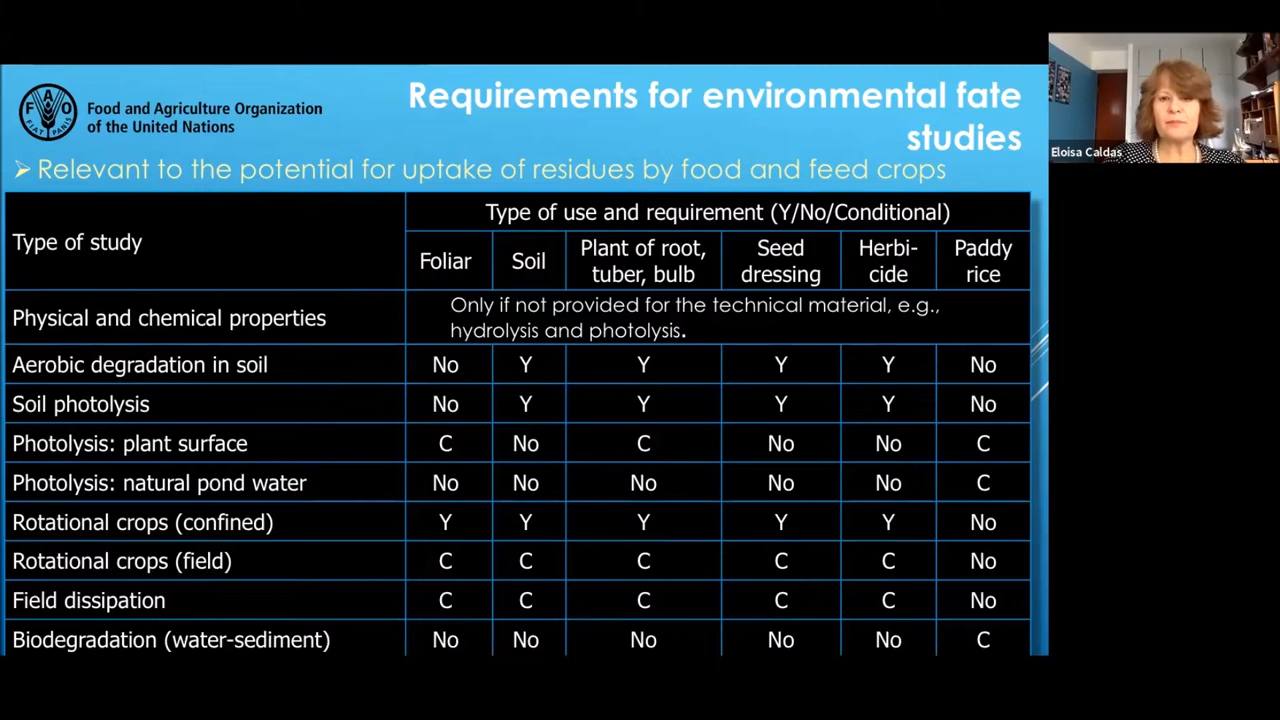 FAO
FIAT PANIS
Food and Agriculture Organization
of the United Nations
Requirements for environmental fate
studies
Relevant to the potential for uptake of residues by food and feed crops
Type of study
Type of use and requirement (Y/No/Conditional)
Foliar
Soil
Plant of root,
tuber, bulb
Seed
dressing
Herbi-
cide
Paddy
rice
Physical and chemical properties
Only if not provided for the technical material, e.g.,
hydrolysis and photolysis.
Aerobic degradation in soil No Y Y Y Y No
Soil photolysis No Y Y Y Y No
Photolysis: plant surface C No C No No C
Photolysis: natural pond water No No No No No C
Rotational crops (confined) Y Y Y Y Y No
Rotational crops (field) C C C C C No
Field dissipation C C C C C No
Biodegradation (water-sediment) No No No No No C
Eloisa Caldas